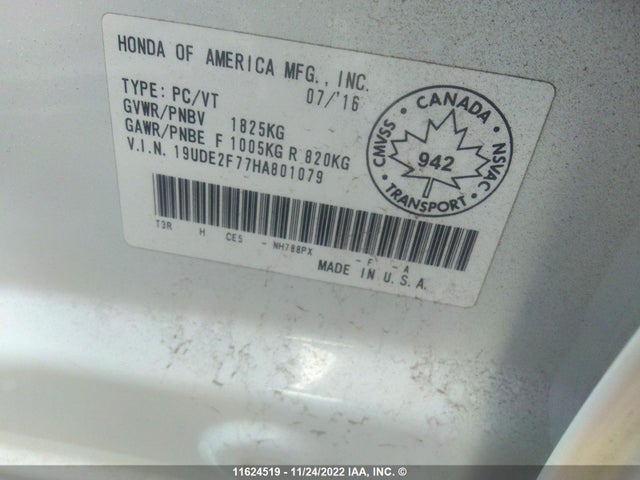 HONDA OF AMERICA MFG., INC.
07/'16
TYPE: PC/VT
GVWR/PNBV 1825KG
GAWR/PNBE F 1005KG R 820KG
V.I.N. 19UDE2F77HA801079
CANADA
CMVSS
942
NSVAC
TRANSPORT
T3R H CE5 - NH788PX - F - A
MADE IN U.S.A.
11624519 - 11/24/2022 IAA, INC. ©